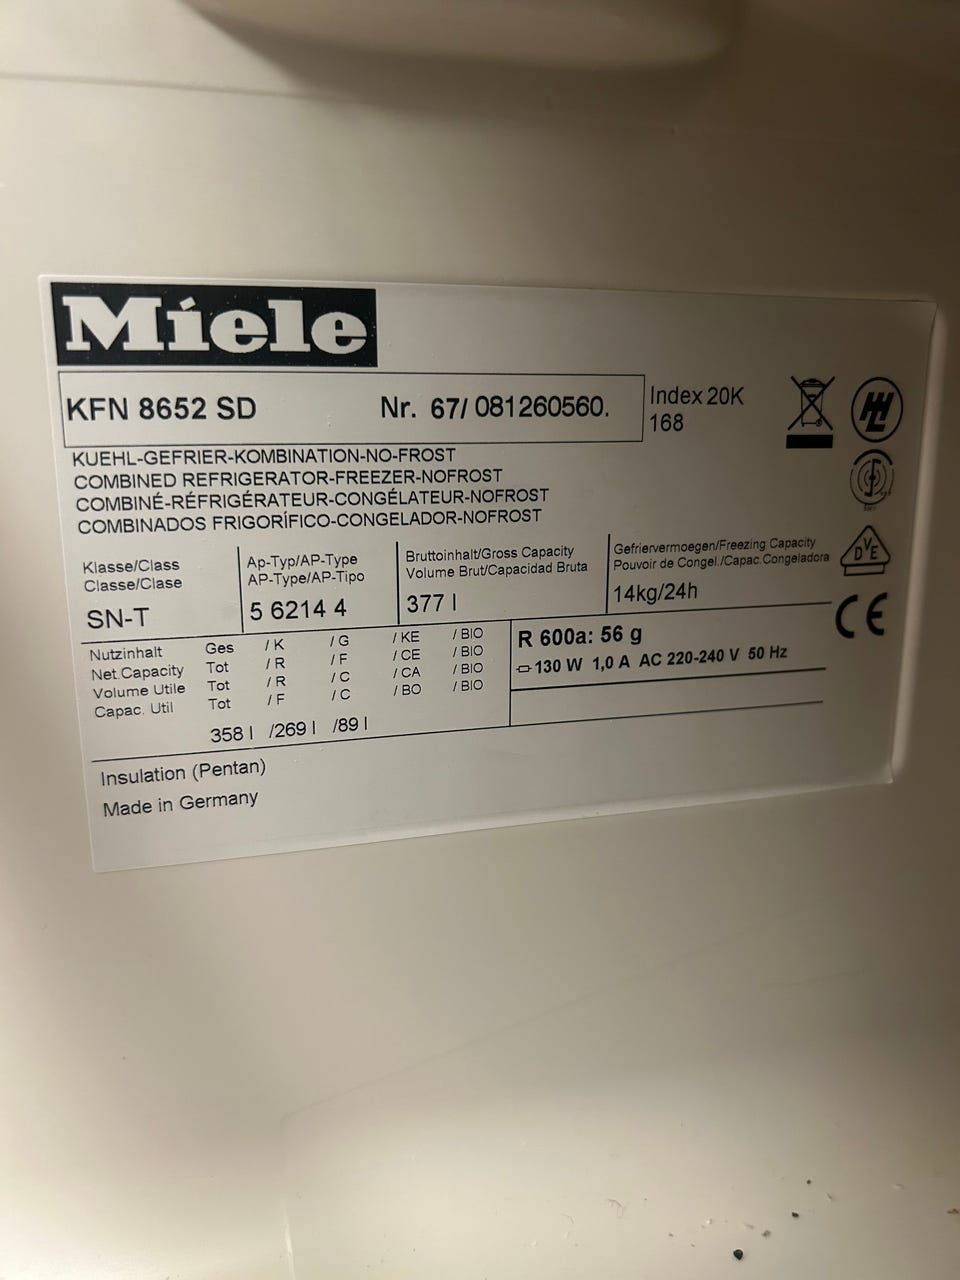 Miele
KFN 8652 SD Nr. 67/ 081260560. Index 20K
168
KUEHL-GEFRIER-KOMBINATION-NO-FROST
COMBINED REFRIGERATOR-FREEZER-NOFROST
COMBINÉ-RÉFRIGÉRATEUR-CONGÉLATEUR-NOFROST
COMBINADOS FRIGORÍFICO-CONGELADOR-NOFROST
Klasse/Class Ap-Typ/AP-Type Bruttoinhalt/Gross Capacity Gefriervermoegen/Freezing Capacity
Classe/Clase AP-Type/AP-Tipo Volume Brut/Capacidad Bruta Pouvoir de Congel./Capac.Congeladora
SN-T 5 6214 4 377 l 14kg/24h
DVE
CE
Nutzinhalt Ges / K / G / KE / BIO R 600a: 56 g
Net.Capacity Tot / R / F / CE / BIO 130 W 1,0 A AC 220-240 V 50 Hz
Volume Utile Tot / R / C / CA / BIO
Capac. Util Tot / F / C / BO / BIO
358 l /269 l /89 l
Insulation (Pentan)
Made in Germany